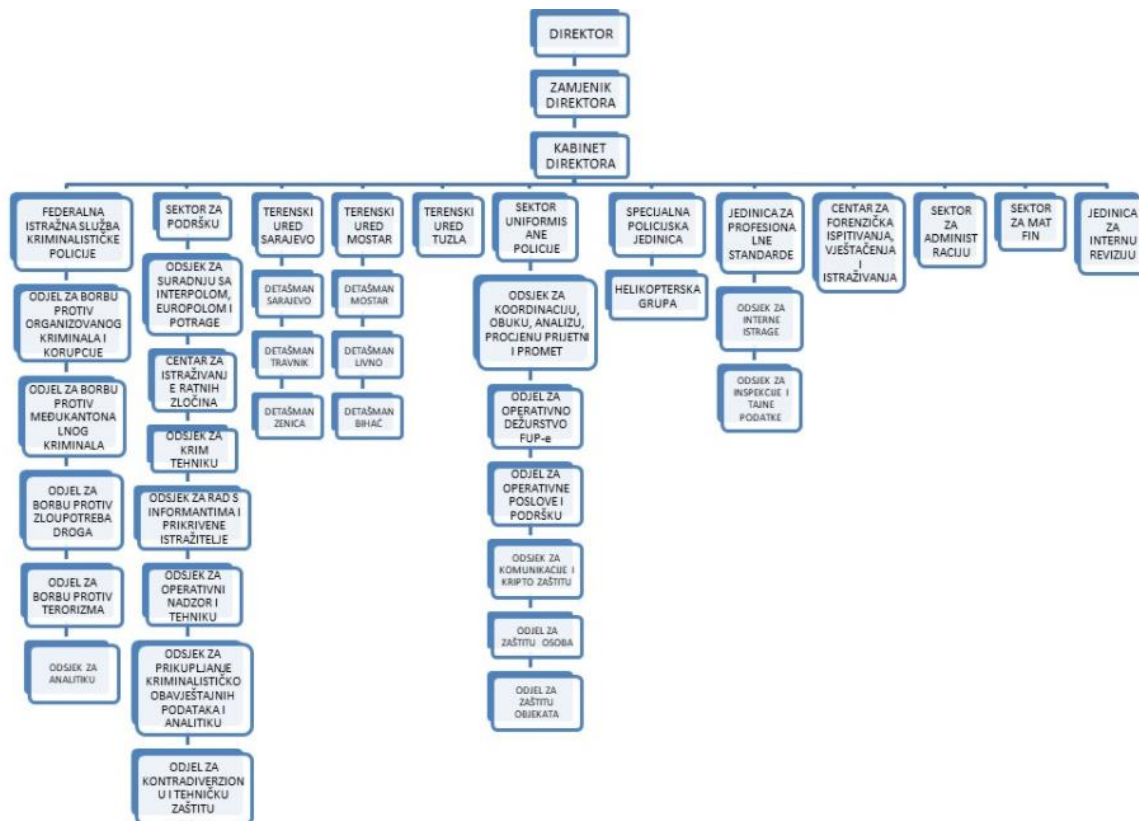 DIREKTOR
ZAMJENIK
DIREKTORA
KABINET
DIREKTORA
FEDERALNA
ISTRAŽNA SLUŽBA
KRIMINALISTIČKE
POLICIJE
ODJEL ZA BORBU
PROTIV
ORGANIZOVANOG
KRIMINALA I
KORUPCIJE
ODJEL ZA BORBU
PROTIV
MEĐUKANTONA
LNOG
KRIMINALA
ODJEL ZA
BORBU PROTIV
ZLOUPOTREBA
DROGA
ODJEL ZA
BORBU PROTIV
TERORIZMA
ODSJEK ZA
ANALITIKU
SEKTOR ZA
PODRŠKU
ODSJEK ZA
SURADNJU SA
INTERPOLOM,
EUROPOLOM I
POTRAGE
CENTAR ZA
ISTRAŽIVANJ
E RATNIH
ZLOČINA
ODSJEK ZA
KRIM
TEHNIKU
ODSJEK ZA RAD S
INFORMANTIMA I
PRIKRIVENE
ISTRAŽITELJE
ODSJEK ZA
OPERATIVNI
NADZOR I
TEHNIKU
ODSJEK ZA
PRIKUPLJANJE
KRIMINALISTIČKO
OBAVJEŠTAJNIH
PODATAKA I
ANALITIKU
ODJEL ZA
KONTRADIVERZION
U I TEHNIČKU
ZAŠTITU
TERENSKI
URED
SARAJEVO
DETAŠMAN
SARAJEVO
DETAŠMAN
TRAVNIK
DETAŠMAN
ZENICA
TERENSKI
URED
MOSTAR
DETAŠMAN
MOSTAR
DETAŠMAN
LIVNO
DETAŠMAN
BIHAĆ
TERENSKI
URED
TUZLA
SEKTOR
UNIFORMIS
ANE
POLICIJE
ODSJEK ZA
KOORDINACIJU,
OBUKU, ANALIZU,
PROCJENU PRIJETNI
I PROMET
ODJEL ZA
OPERATIVNO
DEŽURSTVO
FUP-e
ODJEL ZA
OPERATIVNE
POSLOVE I
PODRŠKU
ODSJEK ZA
KOMUNIKACIJE I
KRIPTO ZAŠTITU
ODJEL ZA
ZAŠTITU OSOBA
ODJEL ZA
ZAŠTITU
OBJEKATA
SPECIJALNA
POLICIJSKA
JEDINICA
HELIKOPTERSKA
GRUPA
JEDINICA ZA
PROFESIONA
LNE
STANDARDE
ODSJEK ZA
INTERNE
ISTRAGE
ODSJEK ZA
INSPEKCIJE I
TAJNE
PODATKE
CENTAR ZA
FORENZIČKA
ISPITIVANJA,
VJEŠTAČENJA
I
ISTRAŽIVANJA
SEKTOR
ZA
ADMINIST
RACIJU
SEKTOR
ZA MAT
FIN
JEDINICA
ZA
INTERNU
REVIZIJU